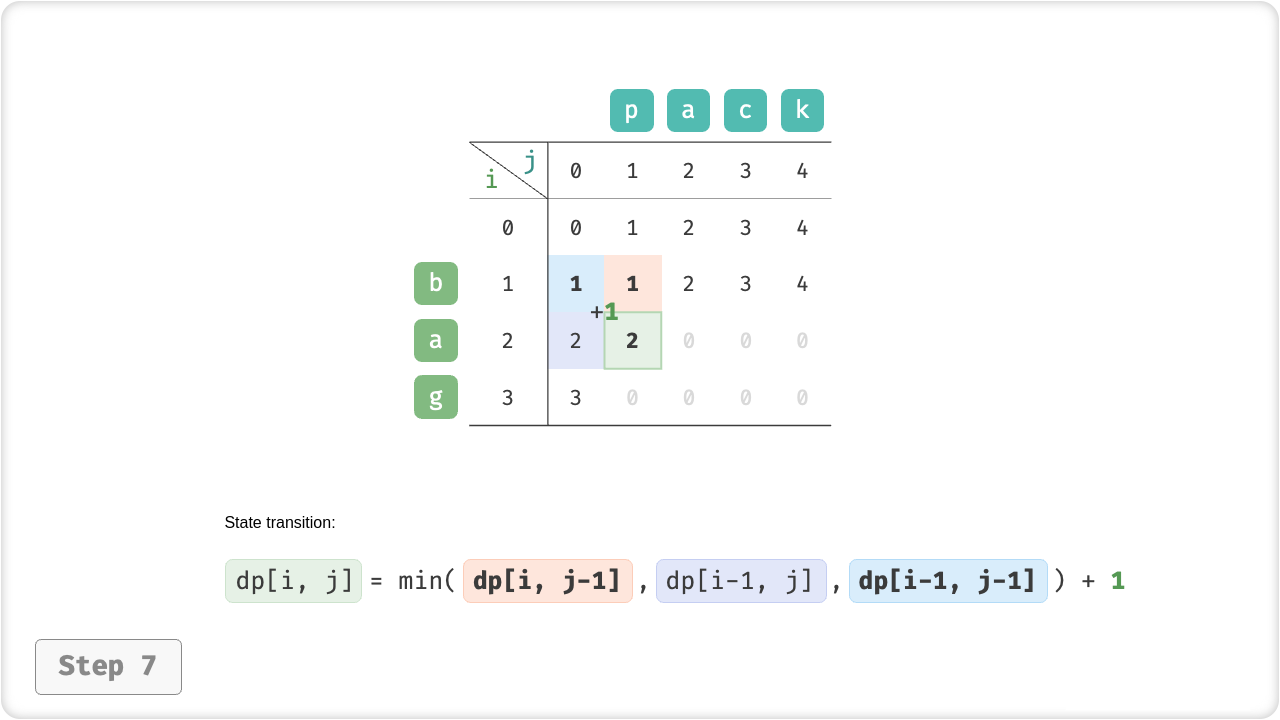 p a c k
j
i 0 1 2 3 4
0 0 1 2 3 4
b 1 1 1 2 3 4
+1
a 2 2 2 0 0 0
g 3 3 0 0 0 0
State transition:
dp[i, j] = min( dp[i, j-1] , dp[i-1, j] , dp[i-1, j-1] ) + 1
Step 7